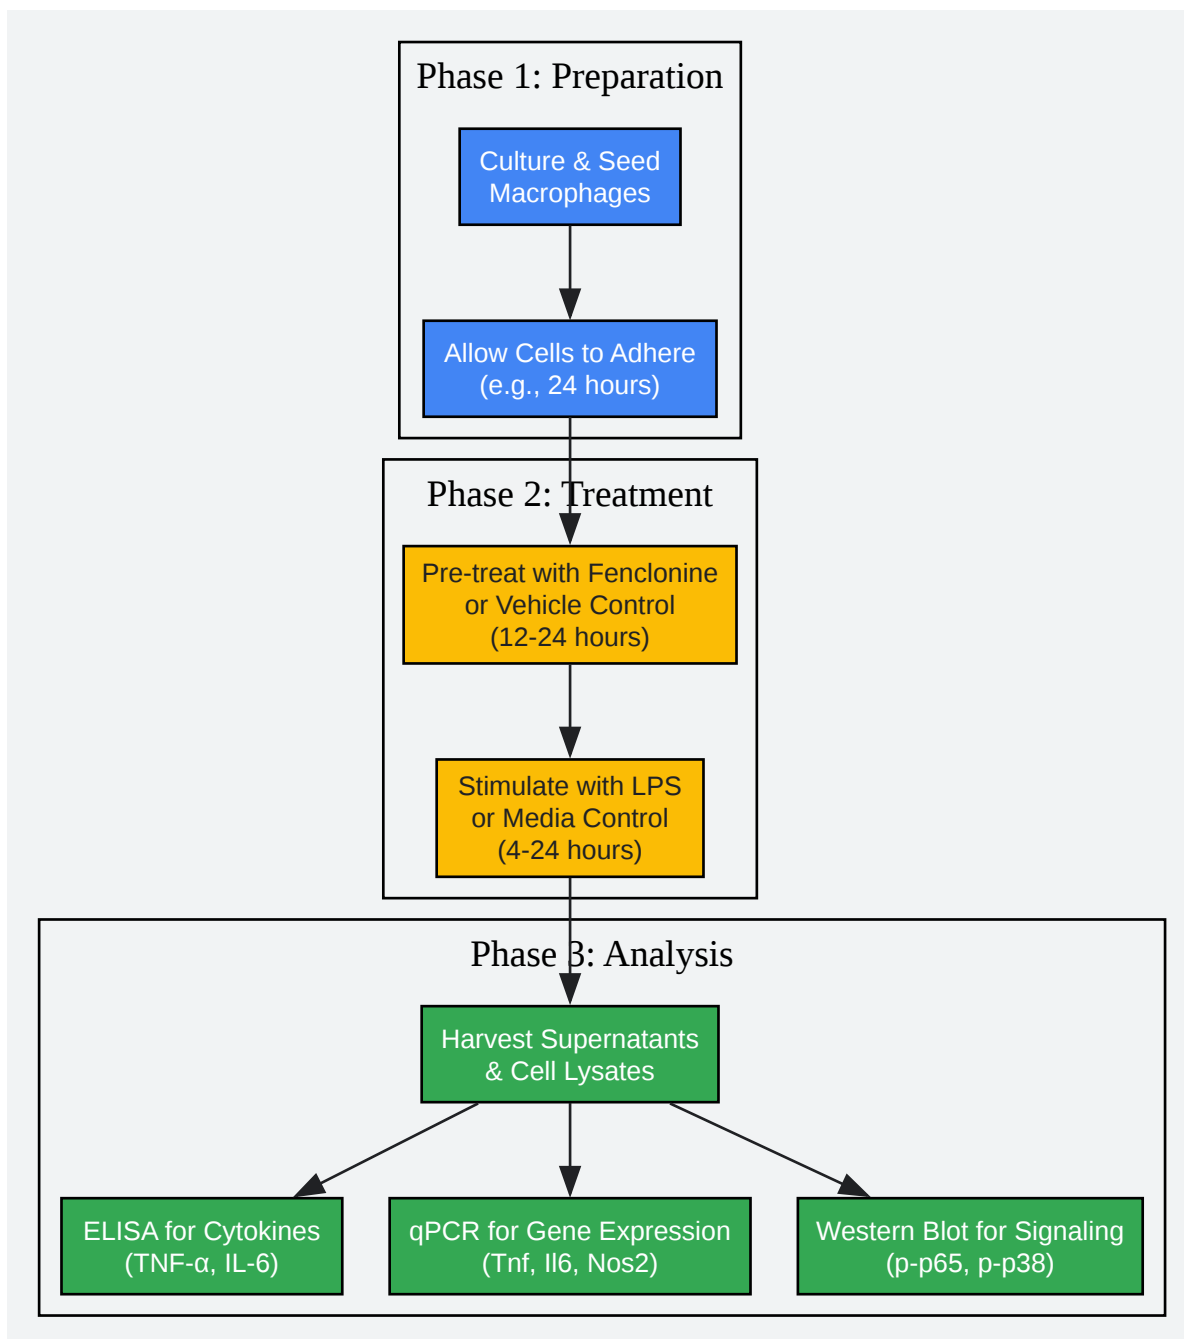 Phase 1: Preparation
Culture & Seed
Macrophages
Allow Cells to Adhere
(e.g., 24 hours)
Phase 2: Treatment
Pre-treat with Fenclonine
or Vehicle Control
(12-24 hours)
Stimulate with LPS
or Media Control
(4-24 hours)
Phase 3: Analysis
Harvest Supernatants
& Cell Lysates
ELISA for Cytokines
(TNF-α, IL-6)
qPCR for Gene Expression
(Tnf, Il6, Nos2)
Western Blot for Signaling
(p-p65, p-p38)